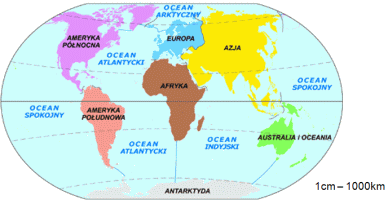 OCEAN
ARKTYCZNY
AMERYKA
PÓŁNOCNA
EUROPA
AZJA
OCEAN
ATLANTYCKI
AFRYKA
OCEAN
SPOKOJNY
OCEAN
SPOKOJNY
AMERYKA
POŁUDNIOWA
OCEAN
ATLANTYCKI
OCEAN
INDYJSKI
AUSTRALIA I OCEANIA
ANTARKTYDA
1cm – 1000km